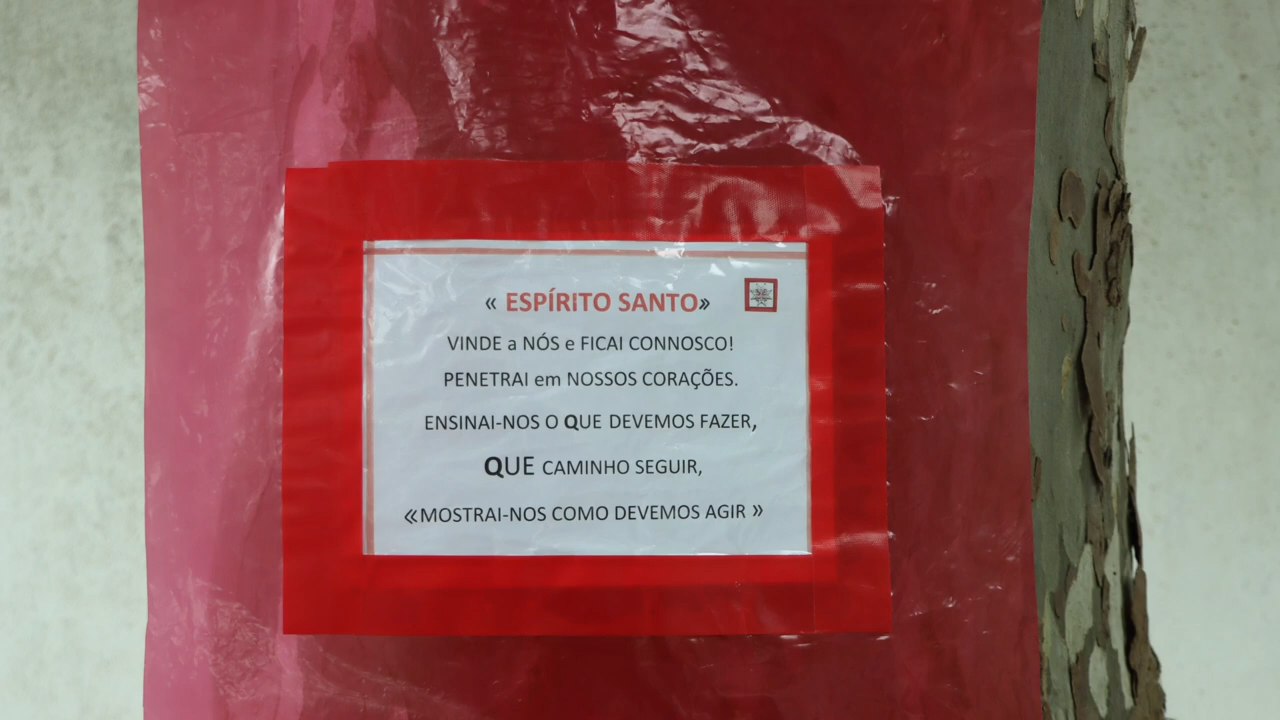 « ESPÍRITO SANTO»
VINDE a NÓS e FICAI CONNOSCO!
PENETRAI em NOSSOS CORAÇÕES.
ENSINAI-NOS O QUE DEVEMOS FAZER,
QUE CAMINHO SEGUIR,
«MOSTRAI-NOS COMO DEVEMOS AGIR »